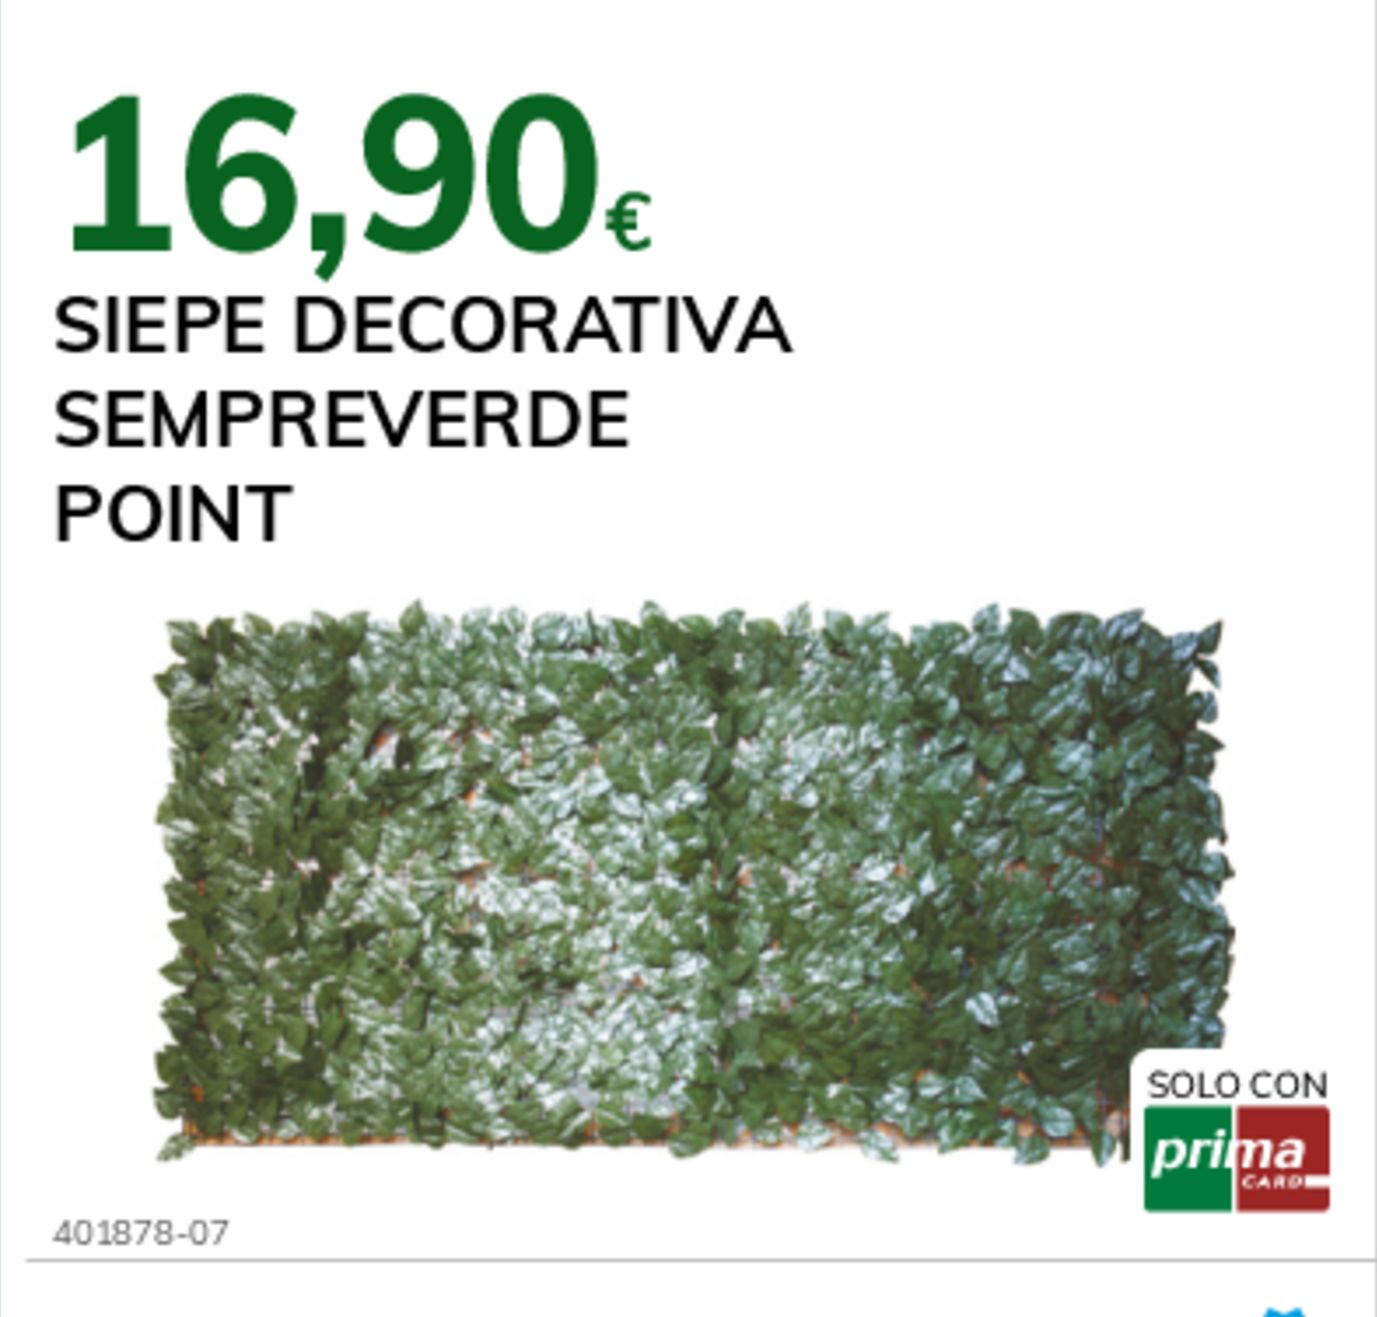 16,90€
SIEPE DECORATIVA
SEMPREVERDE
POINT
SOLO CON
prima
CARD
401878-07